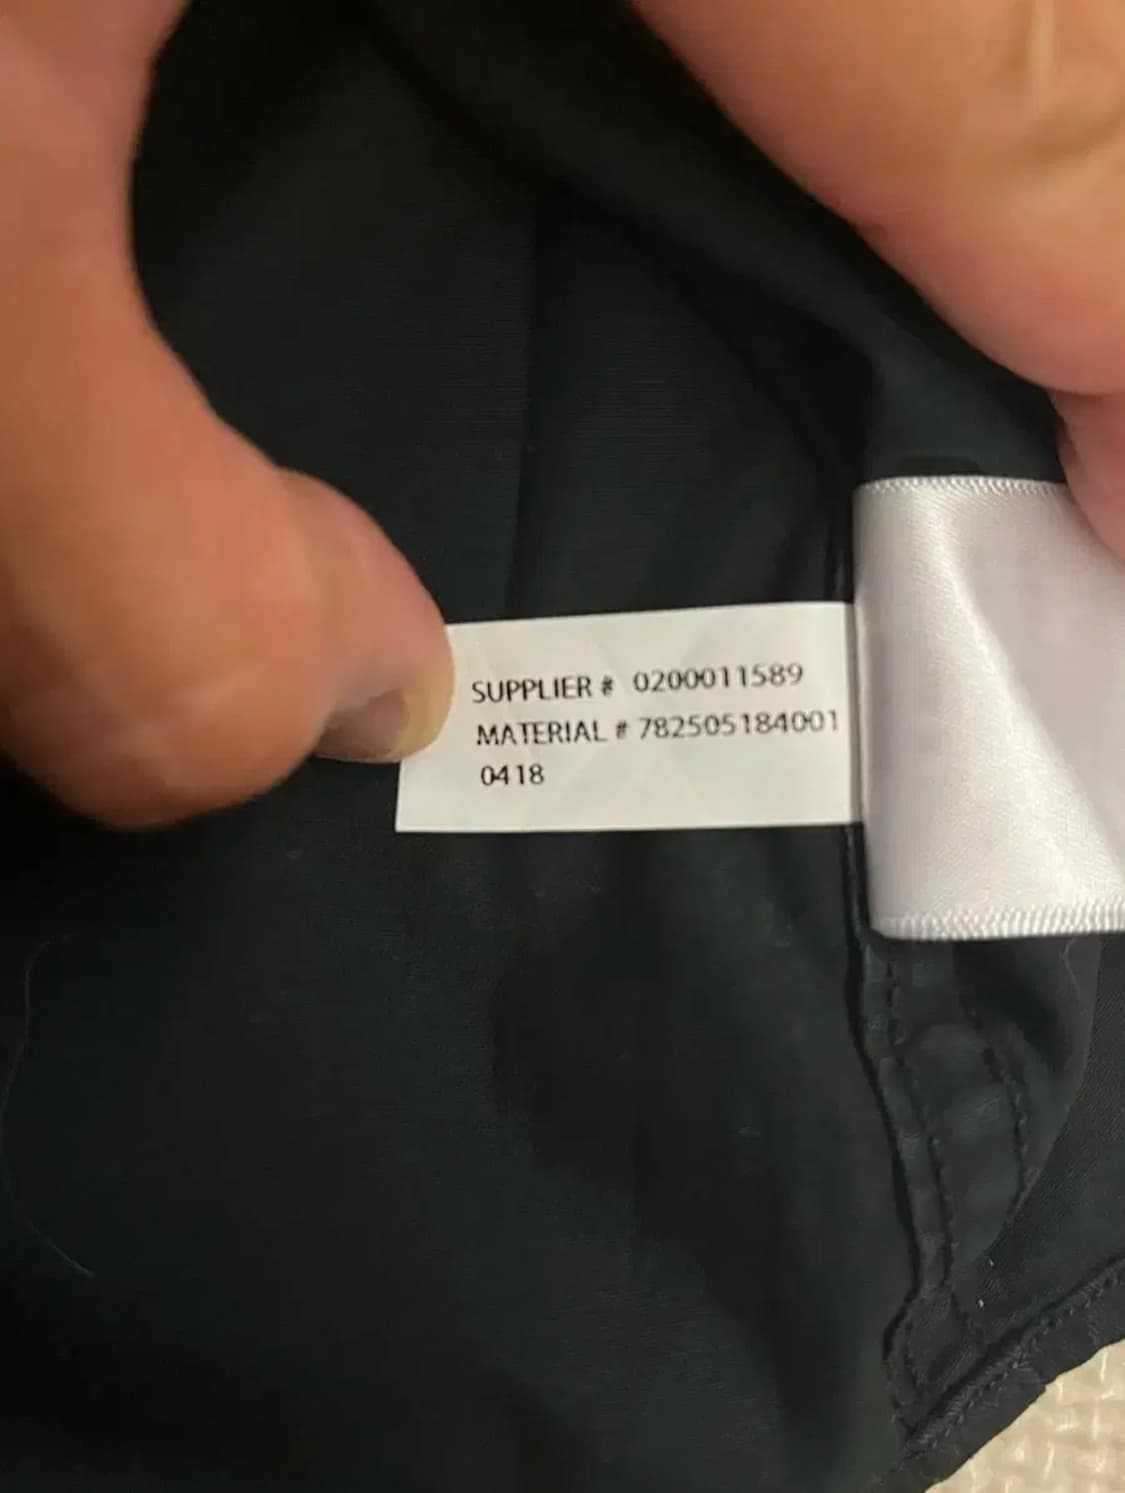 SUPPLIER # 0200011589
MATERIAL # 782505184001
0418